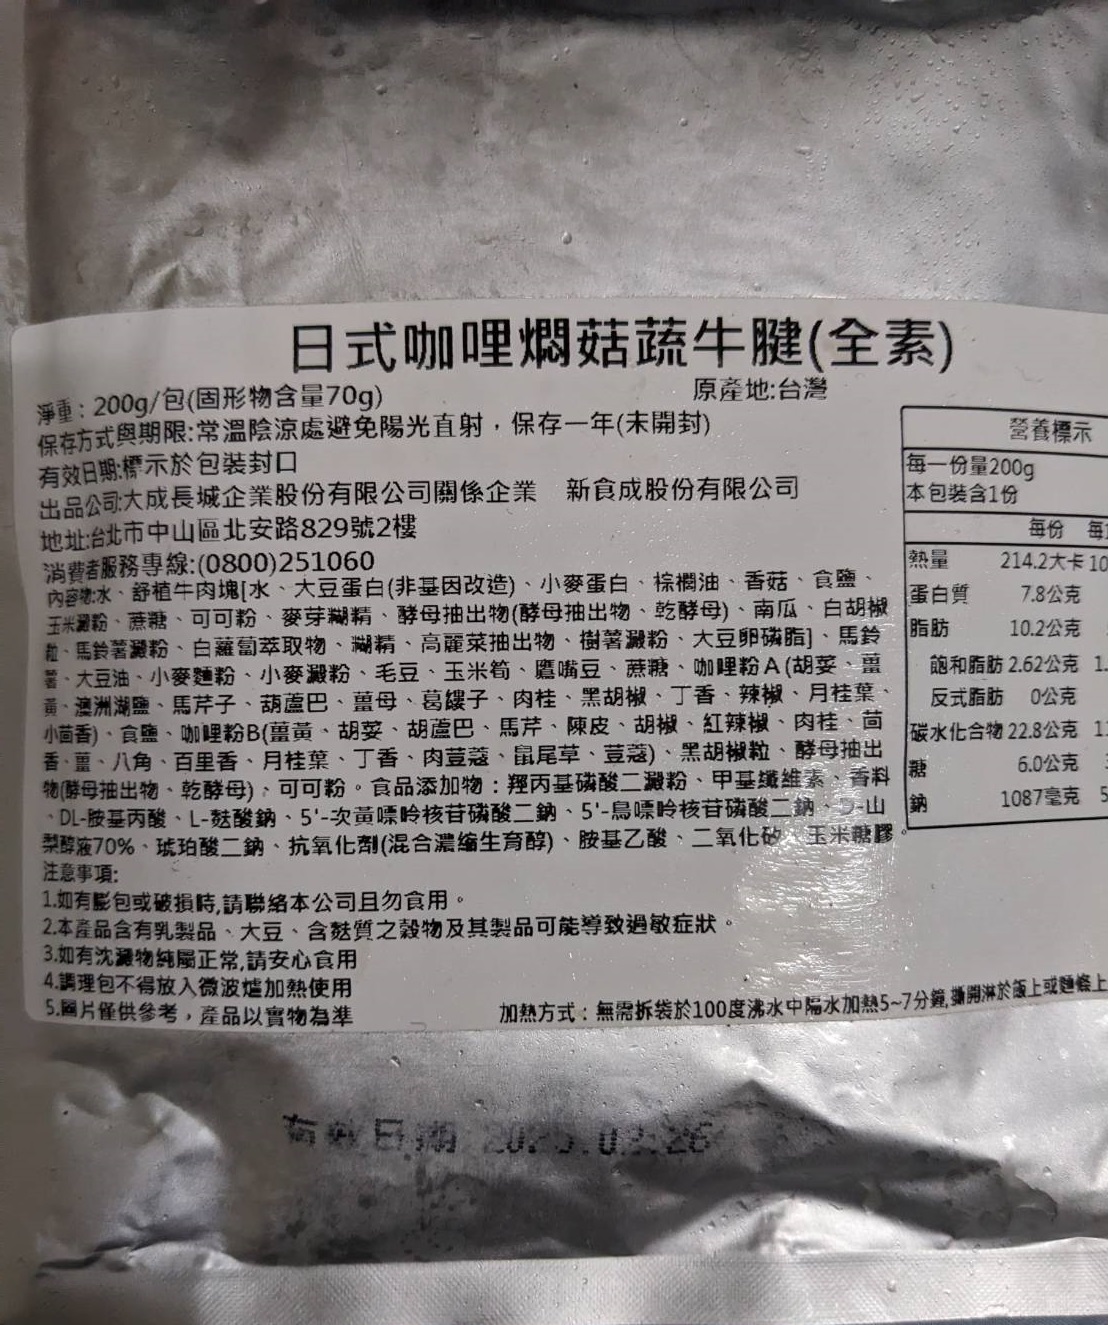 日式咖哩燜菇蔬牛腱(全素)
淨重：200g/包(固形物含量70g)
原產地:台灣
保存方式與期限:常溫陰涼處避免陽光直射，保存一年(未開封)
有效日期:標示於包裝封口
出品公司:大成長城企業股份有限公司關係企業　新食成股份有限公司
地址:台北市中山區北安路829號2樓
消費者服務專線:(0800)251060
內容物:水、舒植牛肉塊[水、大豆蛋白(非基因改造)、小麥蛋白、棕櫚油、香菇、食鹽、
玉米澱粉、蔗糖、可可粉、麥芽糊精、酵母抽出物(酵母抽出物、乾酵母)、南瓜、白胡椒
粒、馬鈴薯澱粉、白蘿蔔萃取物、糊精、高麗菜抽出物、樹薯澱粉、大豆卵磷脂]、馬鈴
薯、大豆油、小麥麵粉、小麥澱粉、毛豆、玉米筍、鷹嘴豆、蔗糖、咖哩粉A(胡荽、薑
黃、澳洲湖鹽、馬芹子、葫蘆巴、薑母、葛縷子、肉桂、黑胡椒、丁香、辣椒、月桂葉、
小茴香)、食鹽、咖哩粉B(薑黃、胡荽、胡蘆巴、馬芹、陳皮、胡椒、紅辣椒、肉桂、茴
香、薑、八角、百里香、月桂葉、丁香、肉荳蔻、鼠尾草、荳蔻)、黑胡椒粒、酵母抽出
物(酵母抽出物、乾酵母)、可可粉。食品添加物：羥丙基磷酸二澱粉、甲基纖維素、香料
、DL-胺基丙酸、L-麩酸鈉、5'-次黃嘌呤核苷磷酸二鈉、5'-鳥嘌呤核苷磷酸二鈉、D-山
梨醇液70%、琥珀酸二鈉、抗氧化劑(混合濃縮生育醇)、胺基乙酸、二氧化矽、玉米糖膠。
注意事項:
1.如有膨包或破損時,請聯絡本公司且勿食用。
2.本產品含有乳製品、大豆、含麩質之穀物及其製品可能導致過敏症狀。
3.如有沈澱物純屬正常,請安心食用
4.調理包不得放入微波爐加熱使用
5.圖片僅供參考，產品以實物為準
加熱方式：無需拆袋於100度沸水中隔水加熱5~7分鐘,撕開淋於飯上或麵條上
營養標示
每一份量200g
本包裝含1份
每份 每
熱量 214.2大卡 10
蛋白質 7.8公克
脂肪 10.2公克
飽和脂肪 2.62公克 1.
反式脂肪 0公克
碳水化合物 22.8公克 1
糖 6.0公克
鈉 1087毫克 5
有效日期